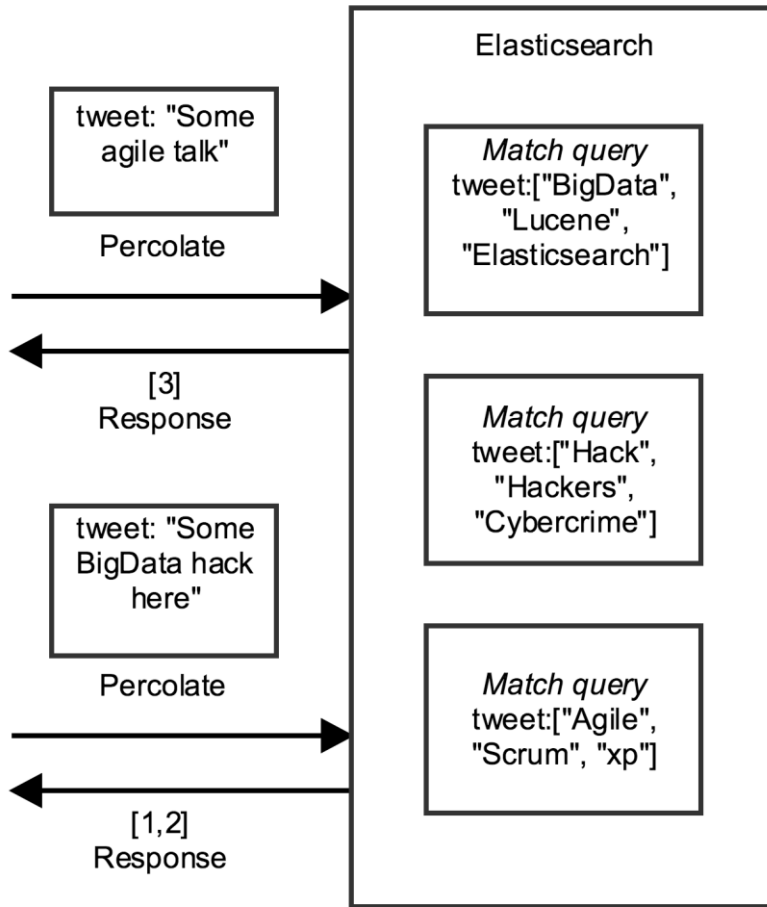 Elasticsearch
tweet: "Some
agile talk"
Percolate
[3]
Response
tweet: "Some
BigData hack
here"
Percolate
[1,2]
Response
Match query
tweet:["BigData",
"Lucene",
"Elasticsearch"]
Match query
tweet:["Hack",
"Hackers",
"Cybercrime"]
Match query
tweet:["Agile",
"Scrum", "xp"]